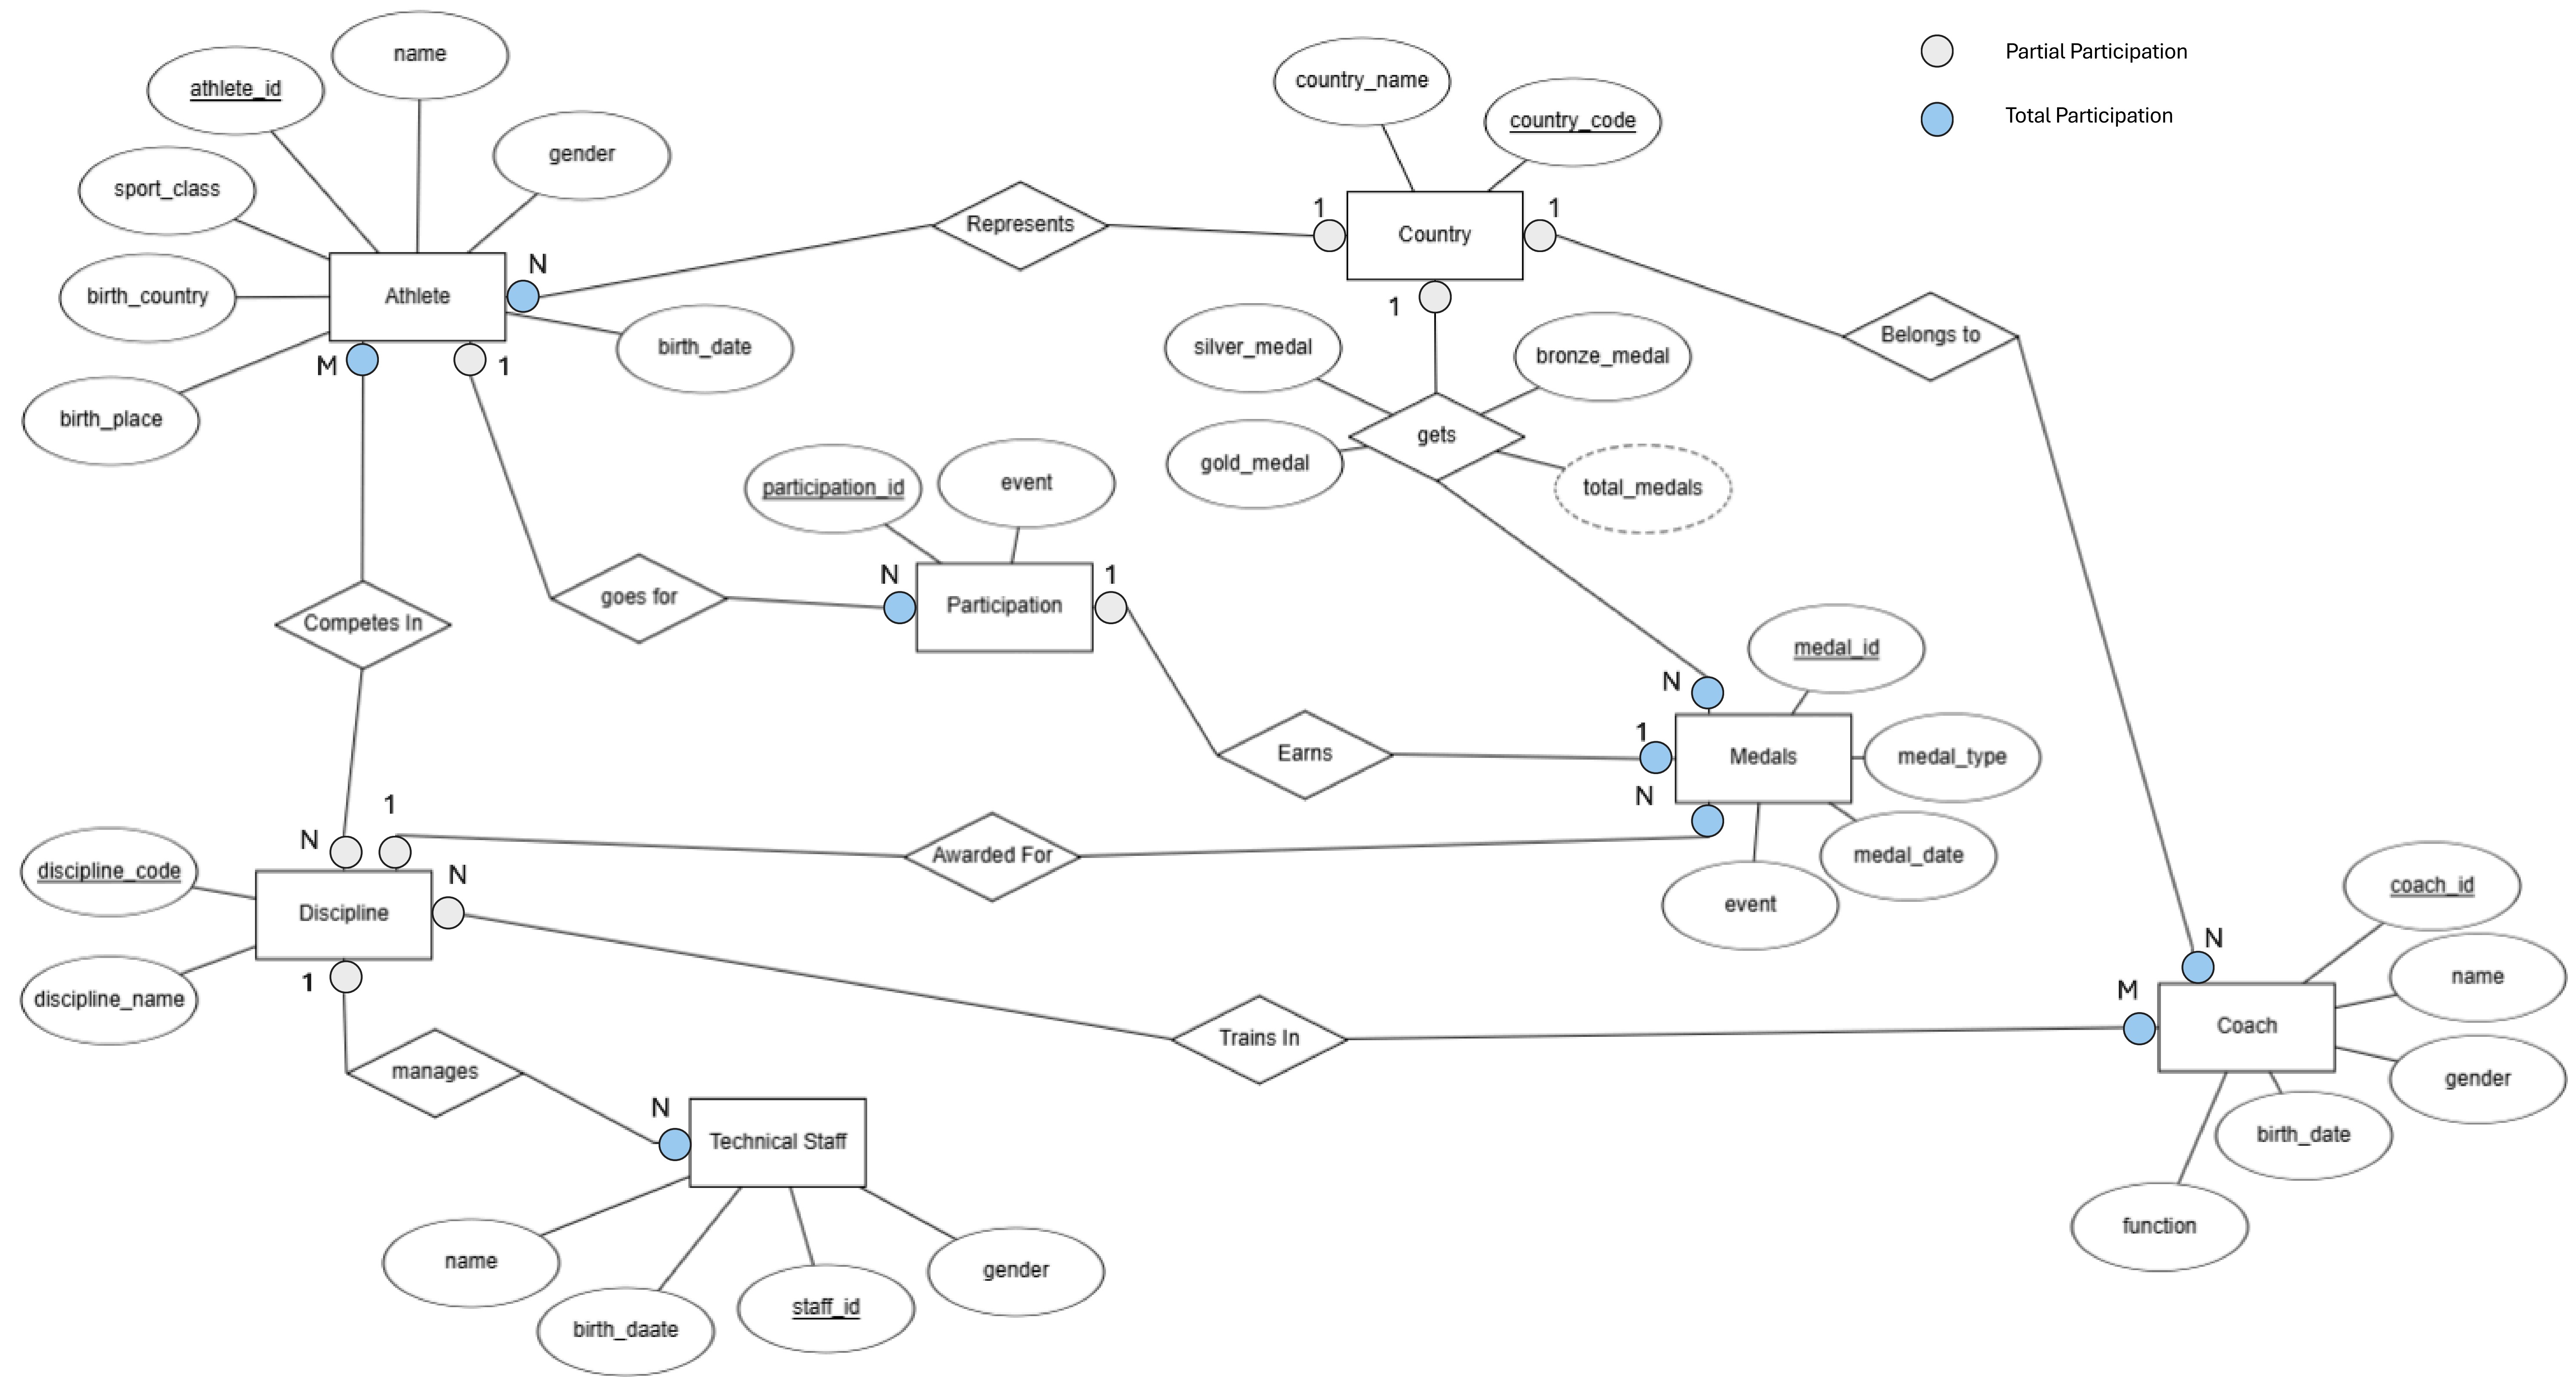 name
Partial Participation
country_name
athlete_id
Total Participation
country_code
gender
sport_class
1
1
Represents
Country
N
birth_country
Athlete
1
Belongs to
silver_medal
birth_date
bronze_medal
M
1
birth_place
gets
gold_medal
event
participation_id
total_medals
N
1
goes for
Participation
Competes In
medal_id
N
1
Earns
Medals
medal_type
N
1
N
Awarded For
medal_date
discipline_code
N
coach_id
event
Discipline
N
name
1
M
discipline_name
Coach
Trains In
manages
gender
N
birth_date
Technical Staff
function
name
gender
staff_id
birth_daate